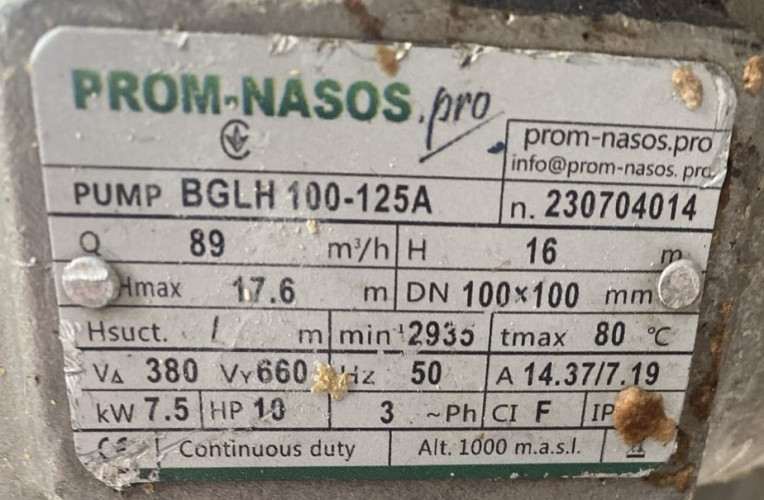 PROM-NASOS.pro
prom-nasos.pro
info@prom-nasos. pro
PUMP BGLH 100-125A n. 230704014
Q 89 m³/h H 16 m
Hmax 17.6 m DN 100×100 mm
Hsuct. / m min⁻¹ 2935 tmax 80 °C
V△ 380 VY 660 Hz 50 A 14.37/7.19
kW 7.5 HP 10 3 ~Ph CI F IP
CE Continuous duty Alt. 1000 m.a.s.l.